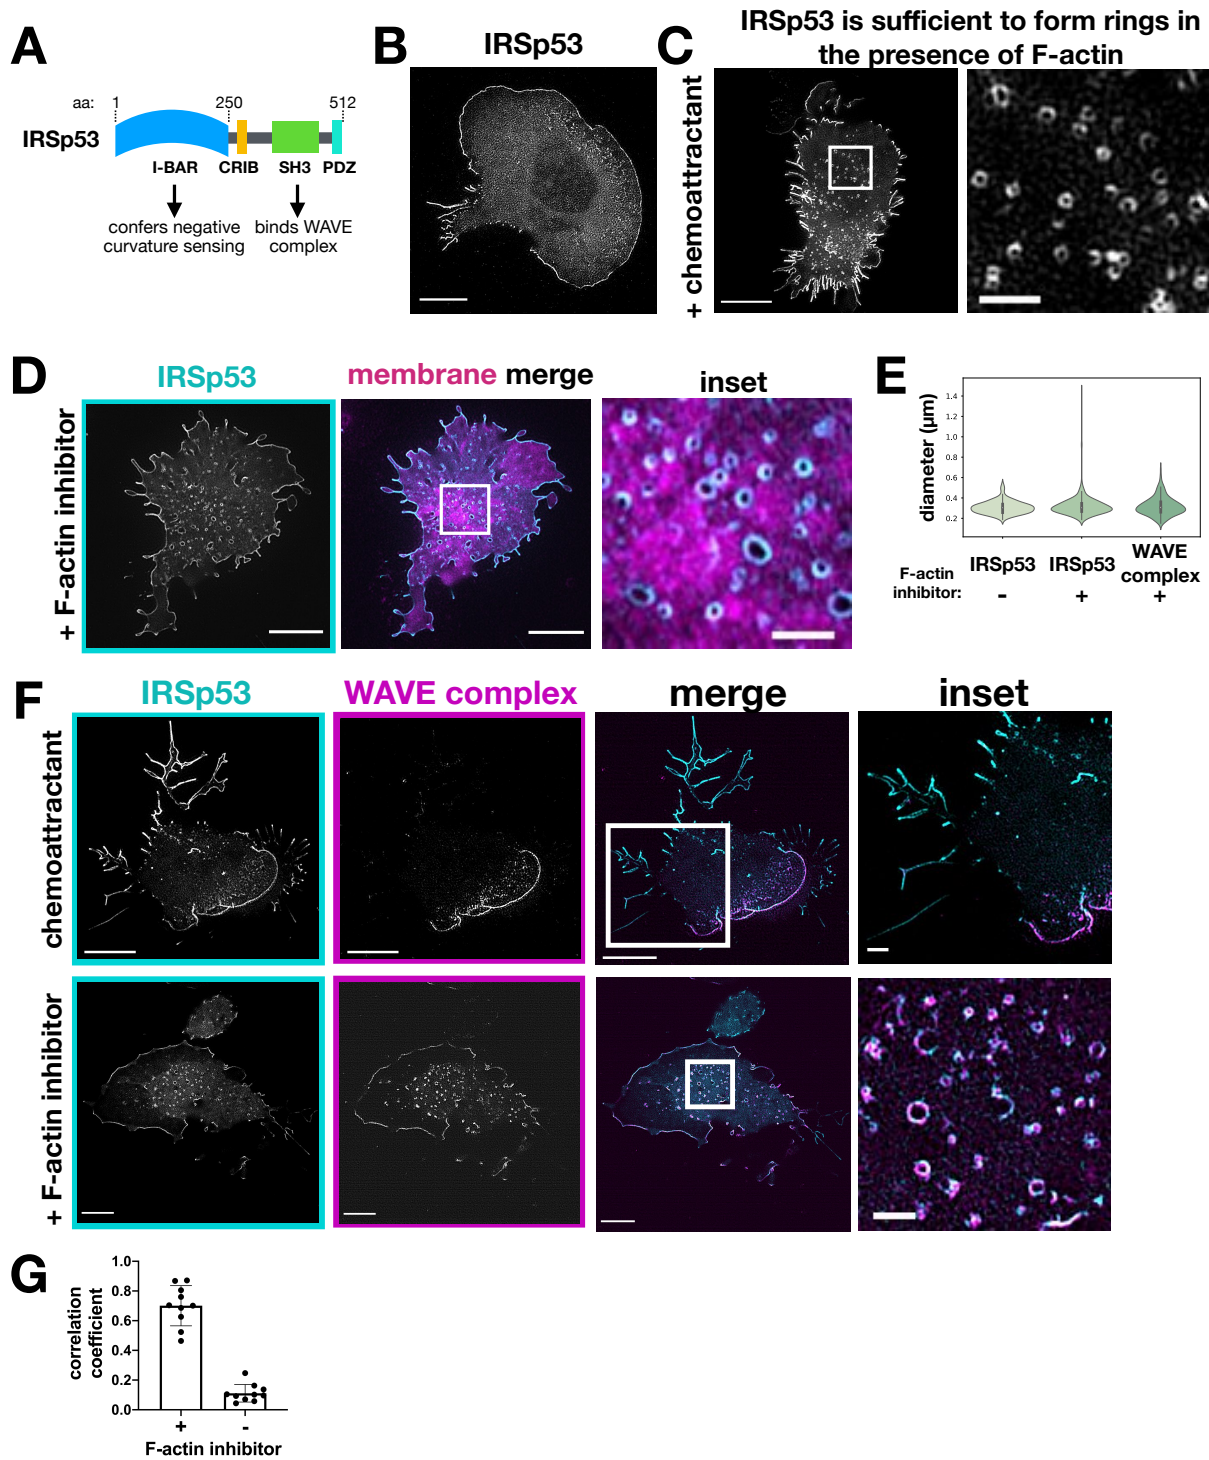 A
aa: 1 250 512
IRSp53
I-BAR CRIB SH3 PDZ
confers negative
curvature sensing
binds WAVE
complex
B
IRSp53
C
IRSp53 is sufficient to form rings in
the presence of F-actin
+ chemoattractant
D
IRSp53
membrane merge
inset
+ F-actin inhibitor
E
diameter (µm)
1.4
1.2
1.0
0.8
0.6
0.4
0.2
IRSp53 IRSp53 WAVE
complex
F-actin
inhibitor: - + +
F
IRSp53
WAVE complex
merge
inset
chemoattractant
+ F-actin inhibitor
G
correlation
coefficient
1.0
0.8
0.6
0.4
0.2
0.0
+ -
F-actin inhibitor